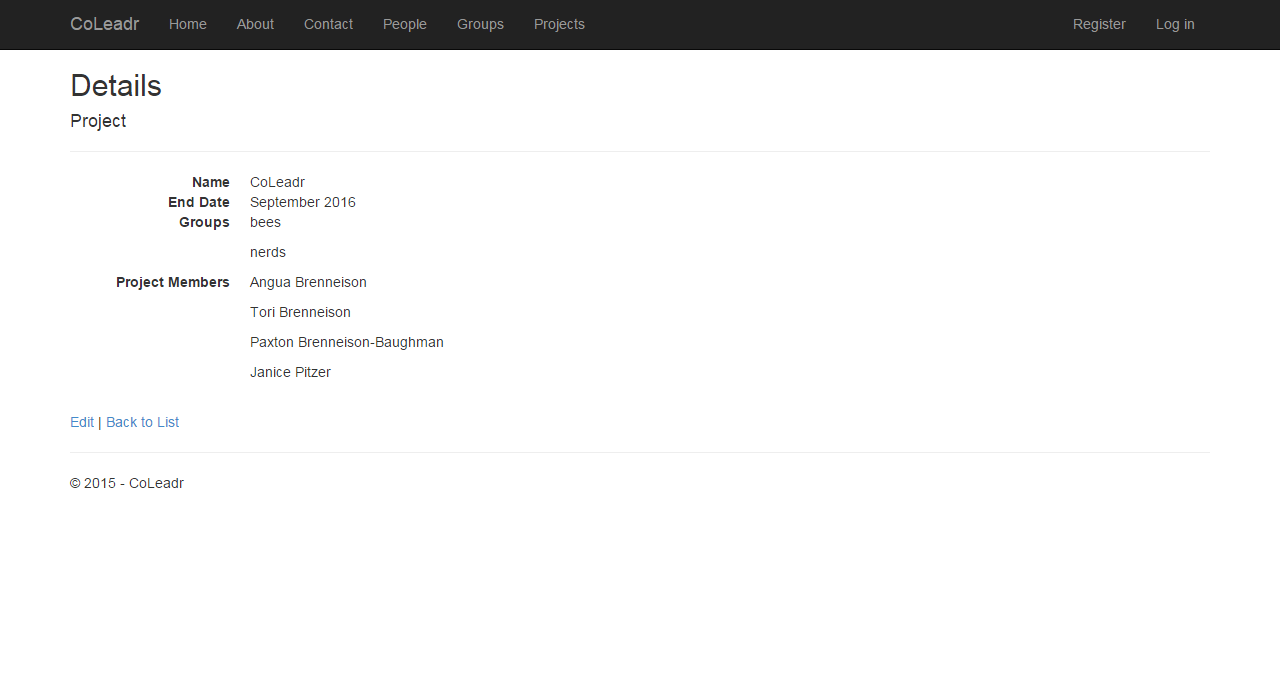 CoLeadr Home About Contact People Groups Projects Register Log in
Details
Project
Name CoLeadr
End Date September 2016
Groups bees
nerds
Project Members Angua Brenneison
Tori Brenneison
Paxton Brenneison-Baughman
Janice Pitzer
Edit | Back to List
© 2015 - CoLeadr